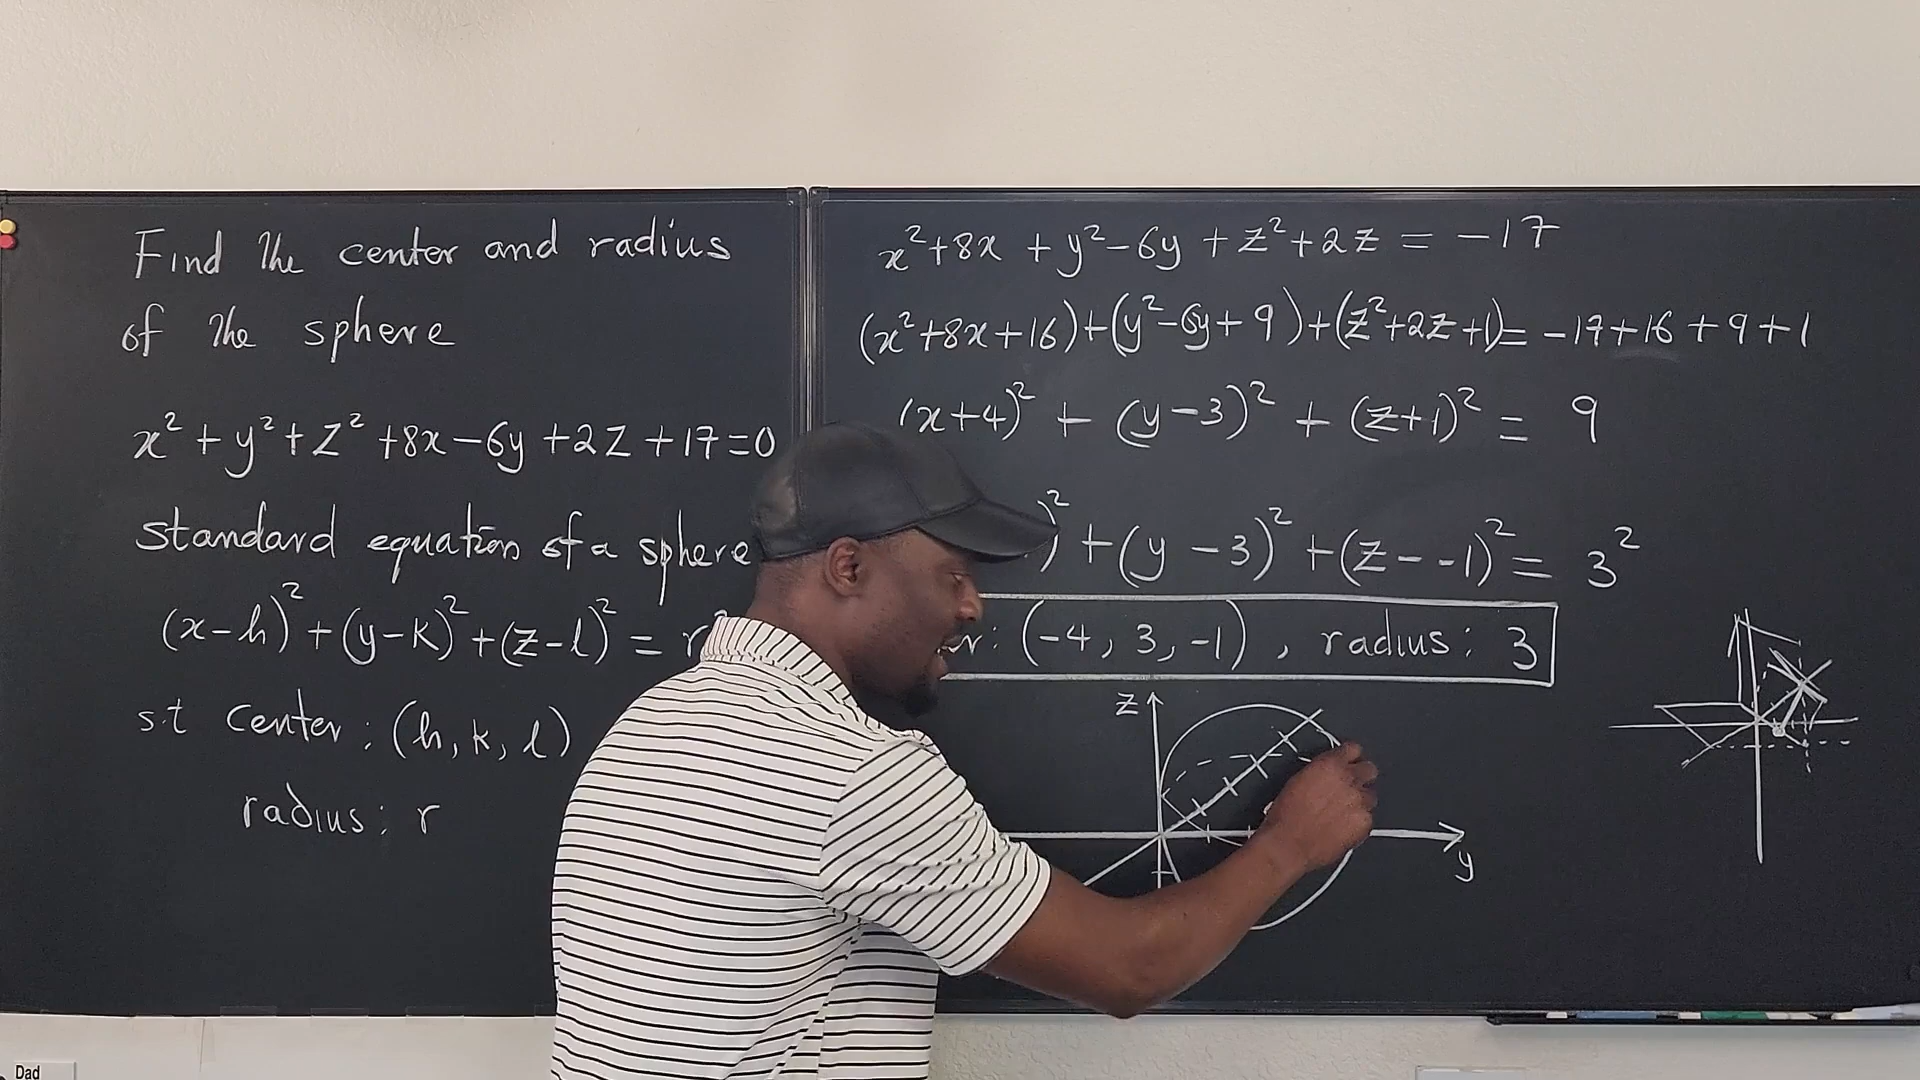 Find the center and radius
of the sphere
x² + y² + z² + 8x - 6y + 2z + 17 = 0
standard equation of a sphere
(x-h)² + (y-k)² + (z-l)² = r
s.t center: (h, k, l)
radius: r
x² + 8x + y² - 6y + z² + 2z = -17
(x² + 8x + 16) + (y² - 6y + 9) + (z² + 2z + 1) = -17 + 16 + 9 + 1
(x+4)² + (y-3)² + (z+1)² = 9
)² + (y - 3)² + (z - -1)² = 3²
r: (-4, 3, -1), radius: 3
z
y
Dad